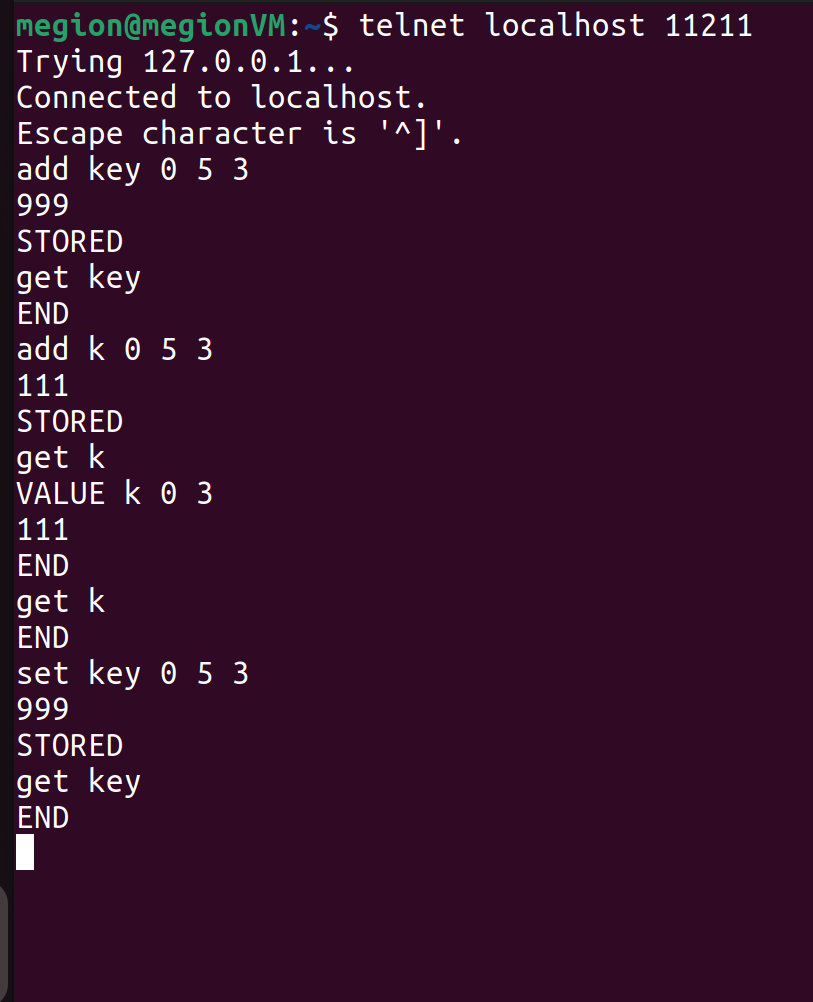 megion@megionVM:~$ telnet localhost 11211
Trying 127.0.0.1...
Connected to localhost.
Escape character is '^]'.
add key 0 5 3
999
STORED
get key
END
add k 0 5 3
111
STORED
get k
VALUE k 0 3
111
END
get k
END
set key 0 5 3
999
STORED
get key
END